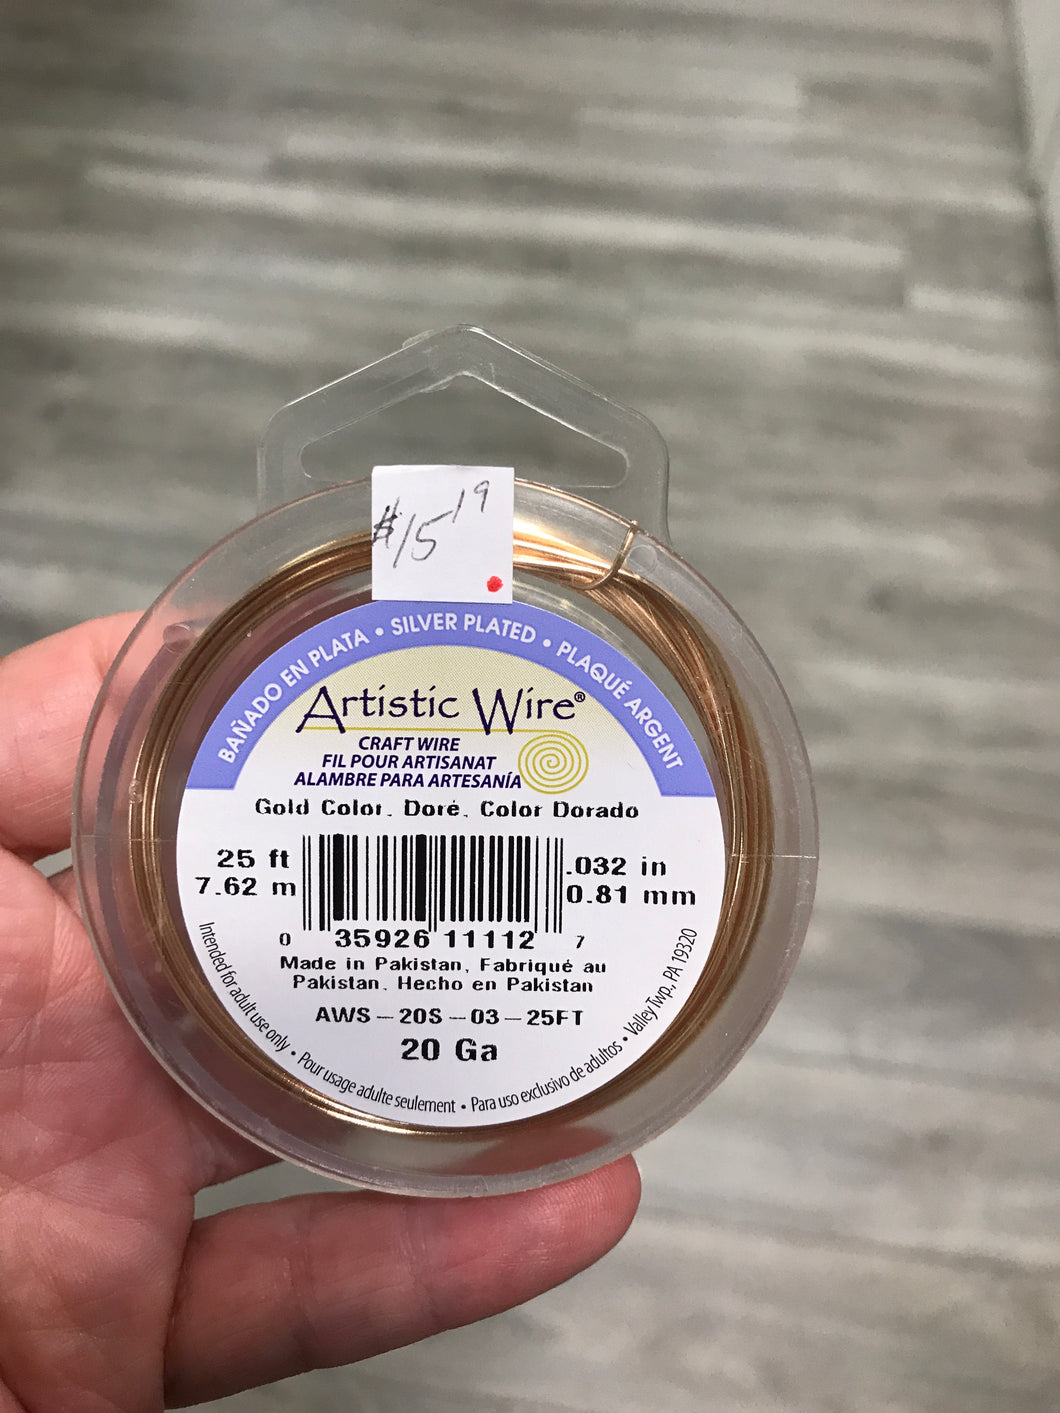 $15 19
BAÑADO EN PLATA • SILVER PLATED • PLAQUÉ ARGENT
Artistic Wire®
CRAFT WIRE
FIL POUR ARTISANAT
ALAMBRE PARA ARTESANÍA
Gold Color, Doré, Color Dorado
25 ft
7.62 m
.032 in
0.81 mm
0 35926 11112 7
Made in Pakistan, Fabriqué au
Pakistan, Hecho en Pakistan
AWS-20S-03-25FT
20 Ga
Intended for adult use only • Pour usage adulte seulement • Para uso exclusivo de adultos • Valley Twp., PA 19320